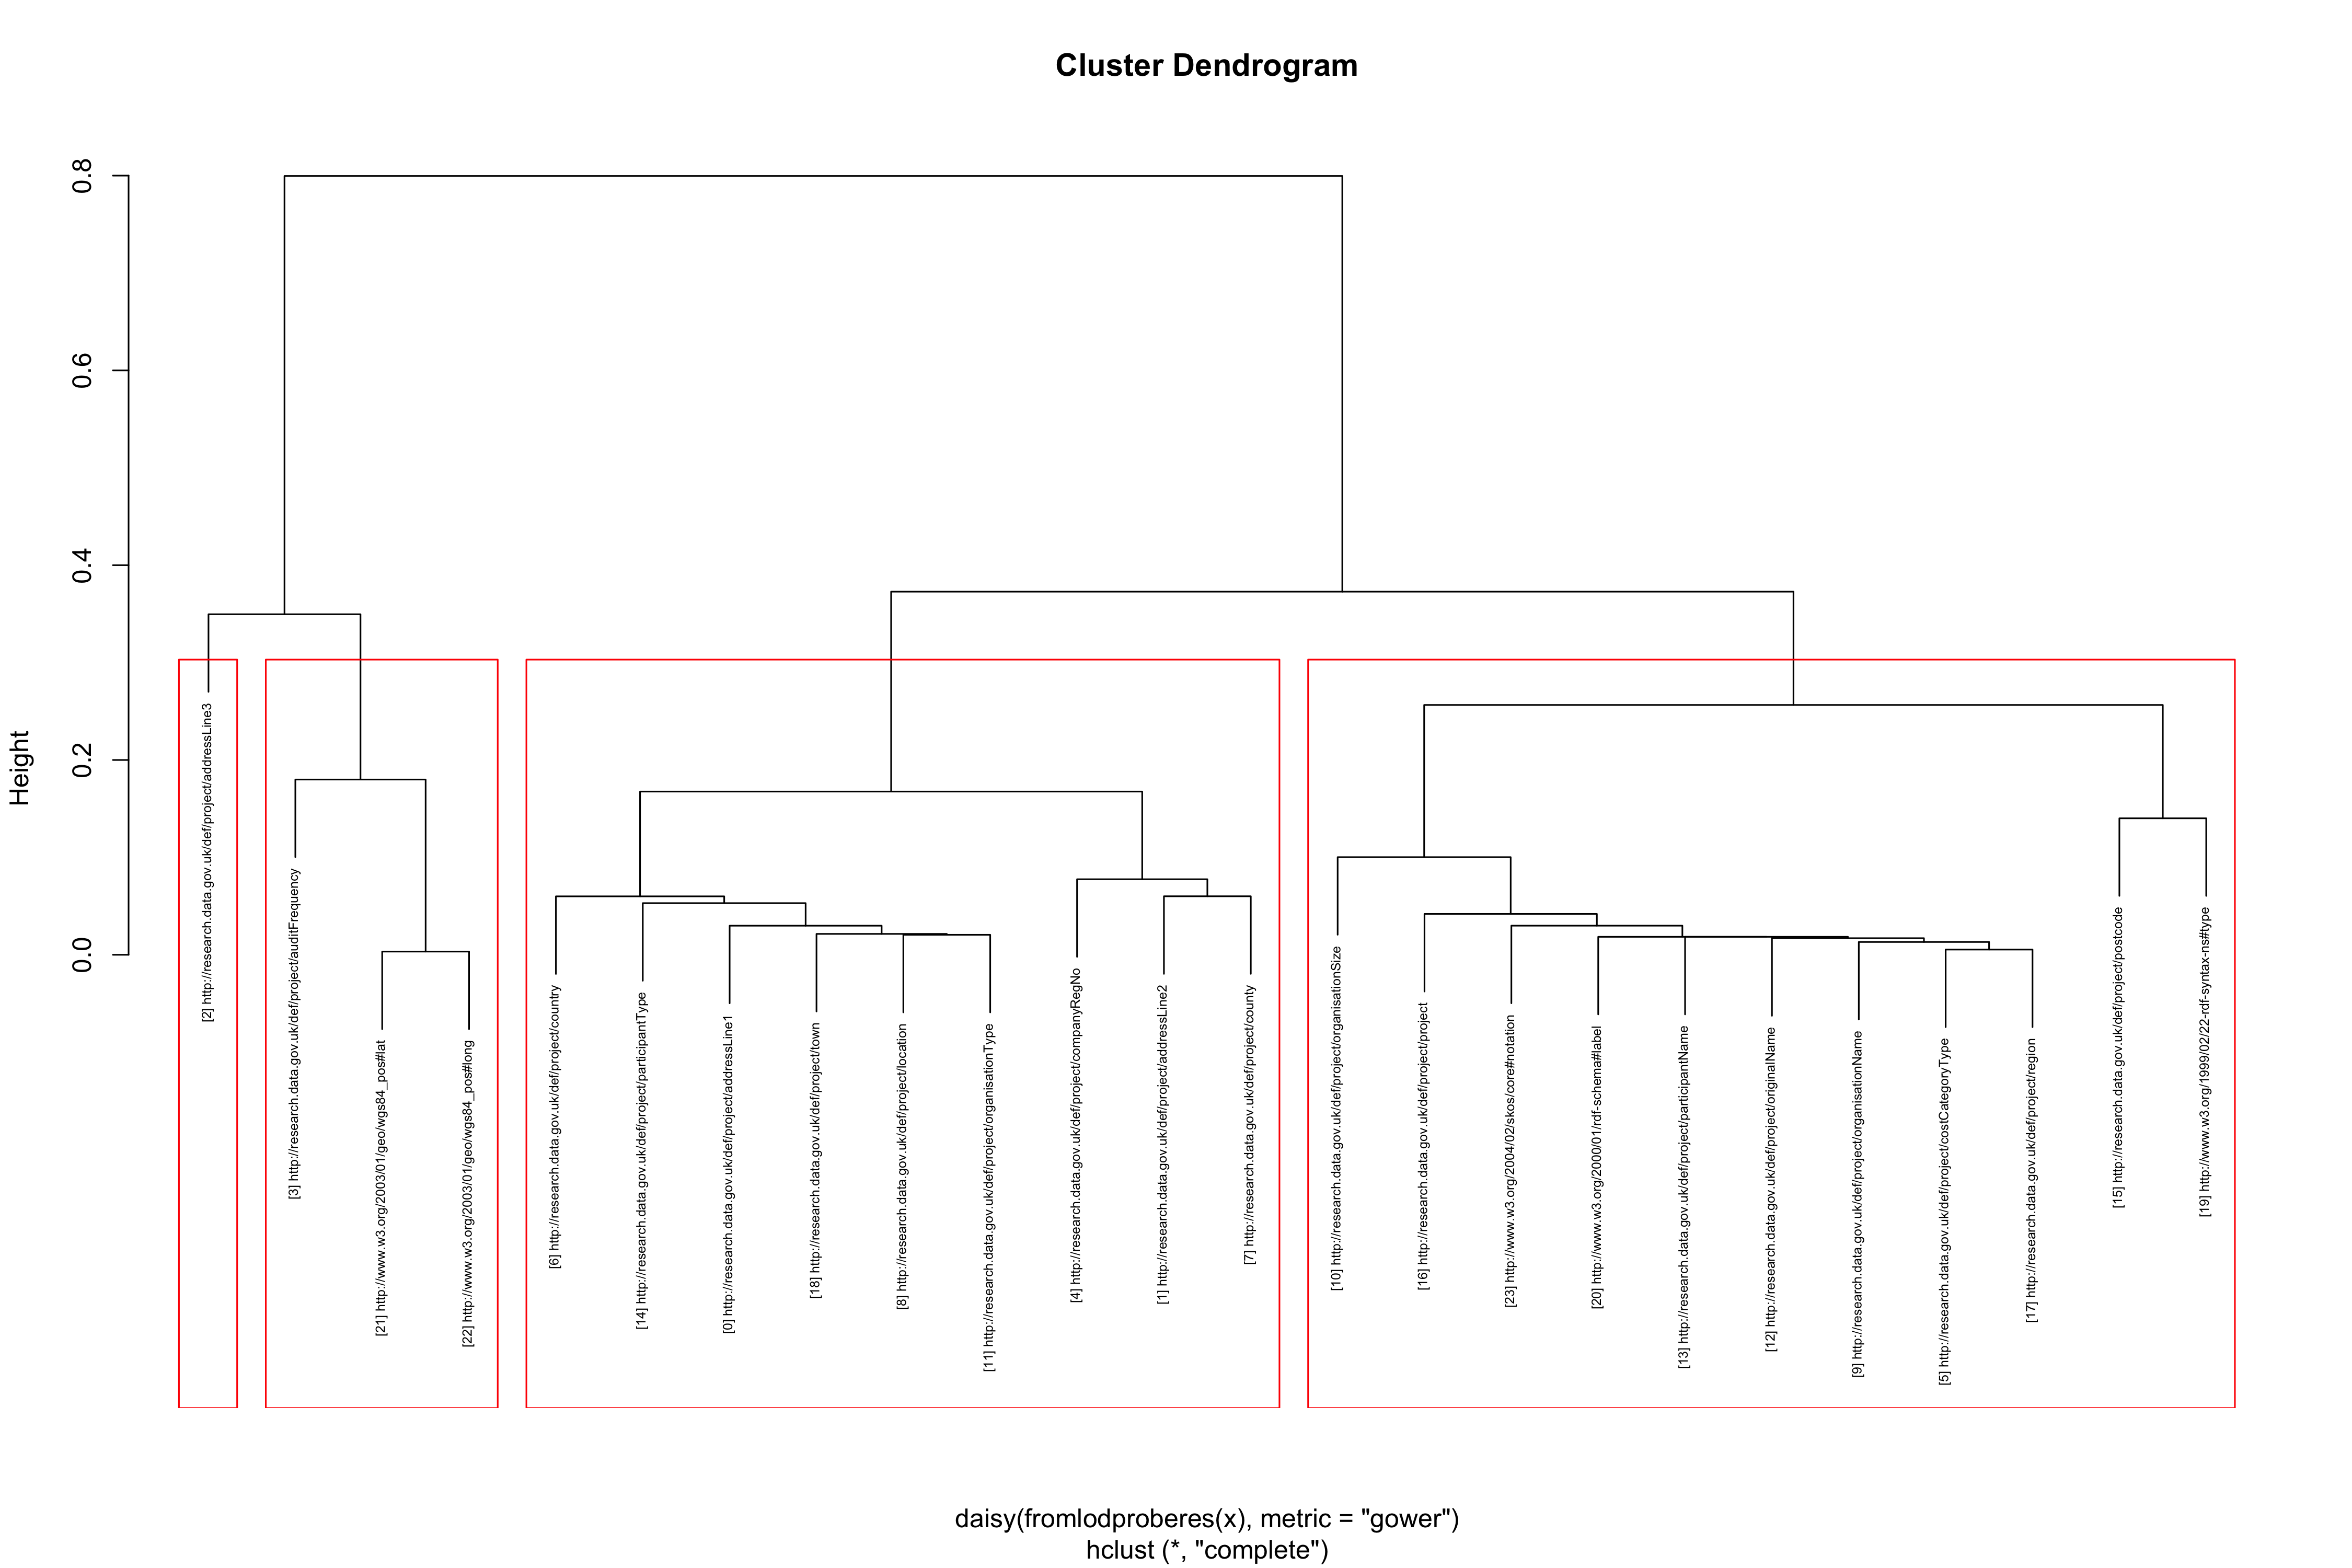 Cluster Dendrogram
Height
0.8
0.6
0.4
0.2
0.0
[2] http://research.data.gov.uk/def/project/addressLine3
[3] http://research.data.gov.uk/def/project/auditFrequency
[21] http://www.w3.org/2003/01/geo/wgs84_pos#lat
[22] http://www.w3.org/2003/01/geo/wgs84_pos#long
[6] http://research.data.gov.uk/def/project/country
[14] http://research.data.gov.uk/def/project/participantType
[0] http://research.data.gov.uk/def/project/addressLine1
[18] http://research.data.gov.uk/def/project/town
[8] http://research.data.gov.uk/def/project/location
[11] http://research.data.gov.uk/def/project/organisationType
[4] http://research.data.gov.uk/def/project/companyRegNo
[1] http://research.data.gov.uk/def/project/addressLine2
[7] http://research.data.gov.uk/def/project/county
[10] http://research.data.gov.uk/def/project/organisationSize
[16] http://research.data.gov.uk/def/project/project
[23] http://www.w3.org/2004/02/skos/core#notation
[20] http://www.w3.org/2000/01/rdf-schema#label
[13] http://research.data.gov.uk/def/project/participantName
[12] http://research.data.gov.uk/def/project/originalName
[9] http://research.data.gov.uk/def/project/organisationName
[5] http://research.data.gov.uk/def/project/costCategoryType
[17] http://research.data.gov.uk/def/project/region
[15] http://research.data.gov.uk/def/project/postcode
[19] http://www.w3.org/1999/02/22-rdf-syntax-ns#type
daisy(fromlodproberes(x), metric = "gower")
hclust (*, "complete")